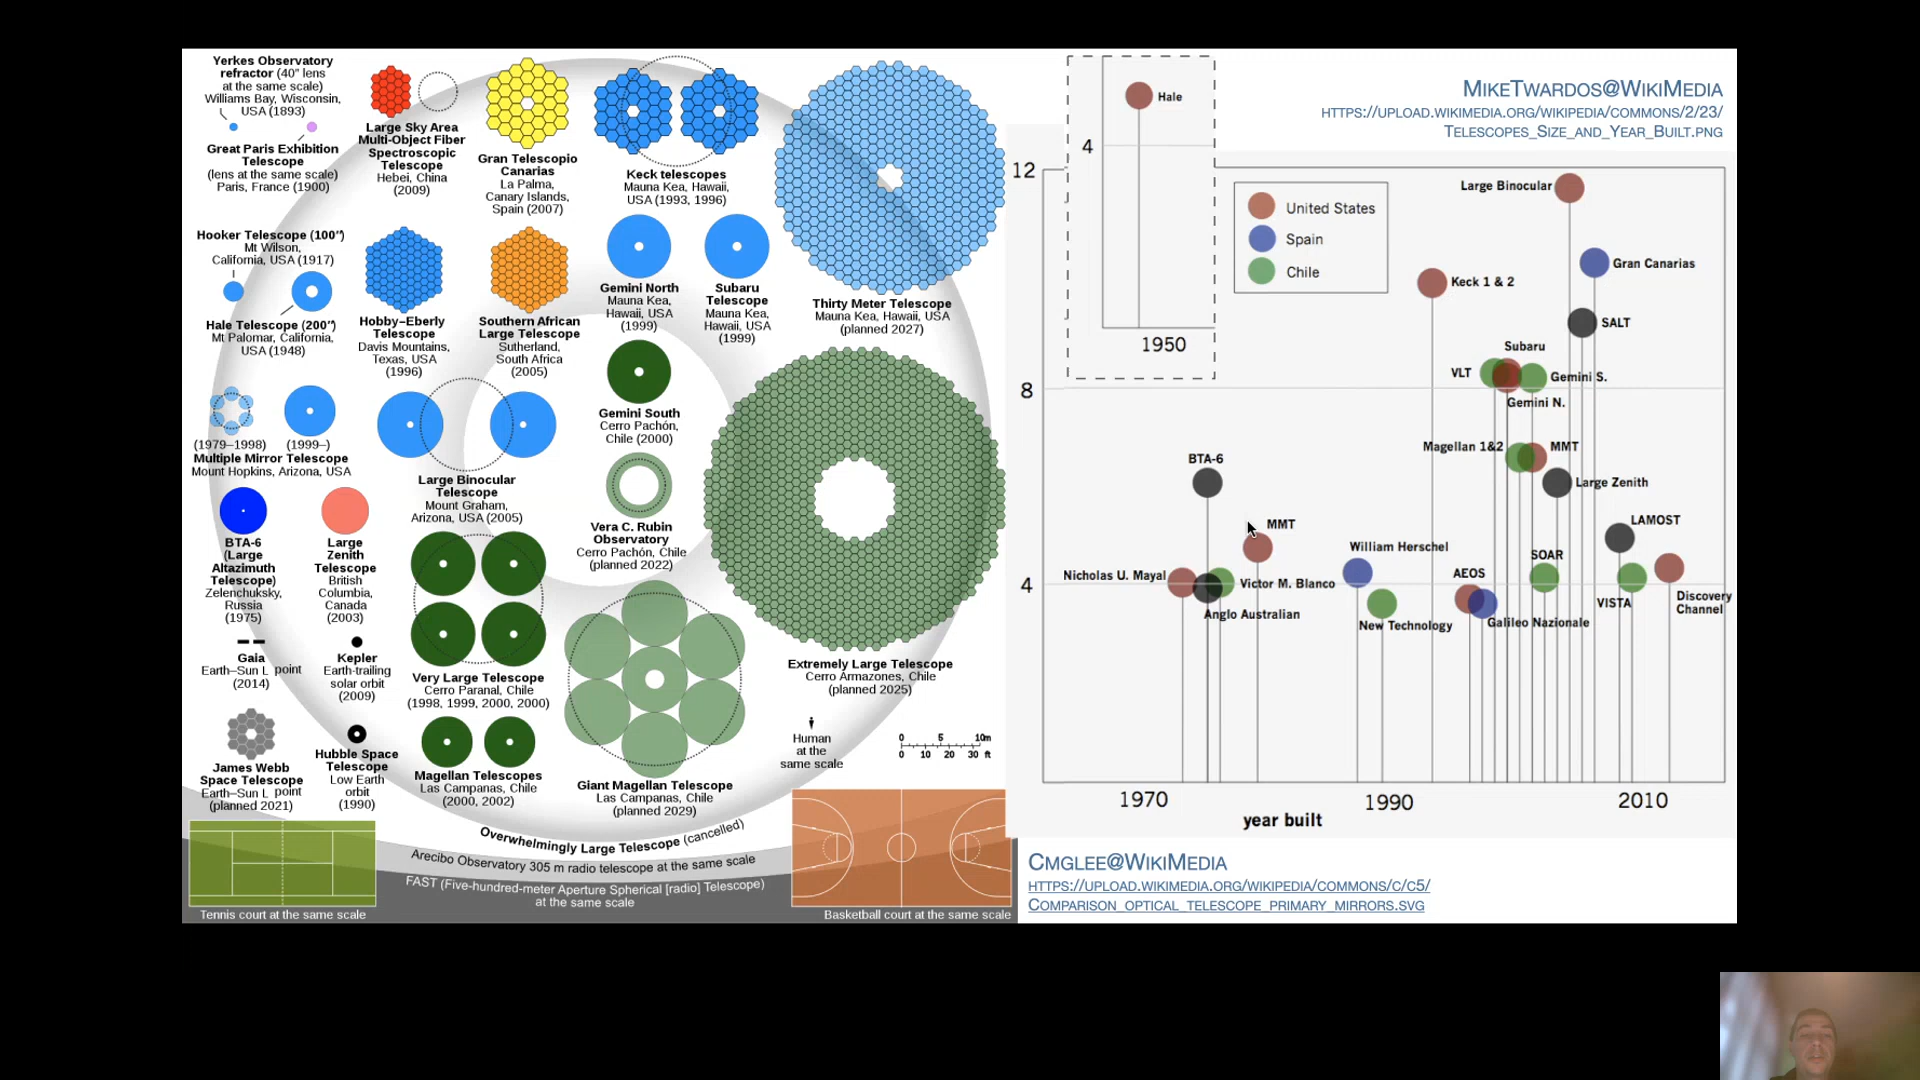 Yerkes Observatory
refractor (40" lens
at the same scale)
Williams Bay, Wisconsin,
USA (1893)
Great Paris Exhibition
Telescope
(lens at the same scale)
Paris, France (1900)
Large Sky Area
Multi-Object Fiber
Spectroscopic
Telescope
Hebei, China
(2009)
Gran Telescopio
Canarias
La Palma,
Canary Islands,
Spain (2007)
Keck telescopes
Mauna Kea, Hawaii,
USA (1993, 1996)
Hooker Telescope (100")
Mt Wilson,
California, USA (1917)
Hale Telescope (200")
Mt Palomar, California,
USA (1948)
Hobby–Eberly
Telescope
Davis Mountains,
Texas, USA
(1996)
Southern African
Large Telescope
Sutherland,
South Africa
(2005)
Gemini North
Mauna Kea,
Hawaii, USA
(1999)
Subaru
Telescope
Mauna Kea,
Hawaii, USA
(1999)
Thirty Meter Telescope
Mauna Kea, Hawaii, USA
(planned 2027)
Gemini South
Cerro Pachón,
Chile (2000)
(1979–1998) (1999–)
Multiple Mirror Telescope
Mount Hopkins, Arizona, USA
Large Binocular
Telescope
Mount Graham,
Arizona, USA (2005)
Vera C. Rubin
Observatory
Cerro Pachón, Chile
(planned 2022)
BTA-6
(Large
Altazimuth
Telescope)
Zelenchuksky,
Russia
(1975)
Large
Zenith
Telescope
British
Columbia,
Canada
(2003)
Gaia
Earth–Sun L point
(2014)
Kepler
Earth-trailing
solar orbit
(2009)
Very Large Telescope
Cerro Paranal, Chile
(1998, 1999, 2000, 2000)
Extremely Large Telescope
Cerro Armazones, Chile
(planned 2025)
James Webb
Space Telescope
Earth–Sun L point
(planned 2021)
Hubble Space
Telescope
Low Earth
orbit
(1990)
Magellan Telescopes
Las Campanas, Chile
(2000, 2002)
Giant Magellan Telescope
Las Campanas, Chile
(planned 2029)
Human
at the
same scale
0 5 10m
0 10 20 30 ft
Overwhelmingly Large Telescope (cancelled)
Arecibo Observatory 305 m radio telescope at the same scale
FAST (Five-hundred-meter Aperture Spherical [radio] Telescope)
at the same scale
Tennis court at the same scale
Basketball court at the same scale
MikeTwardos@WikiMedia
https://upload.wikimedia.org/wikipedia/commons/2/23/
Telescopes_Size_and_Year_Built.png
Hale
4
1950
12
8
4
United States
Spain
Chile
Large Binocular
Gran Canarias
Keck 1 & 2
SALT
Subaru
VLT
Gemini S.
Gemini N.
Magellan 1&2
MMT
BTA-6
Large Zenith
MMT
LAMOST
William Herschel
SOAR
Nicholas U. Mayal
Victor M. Blanco
AEOS
Anglo Australian
New Technology
Galileo Nazionale
VISTA
Discovery
Channel
1970
1990
2010
year built
Cmglee@WikiMedia
https://upload.wikimedia.org/wikipedia/commons/c/c5/
Comparison_optical_telescope_primary_mirrors.svg